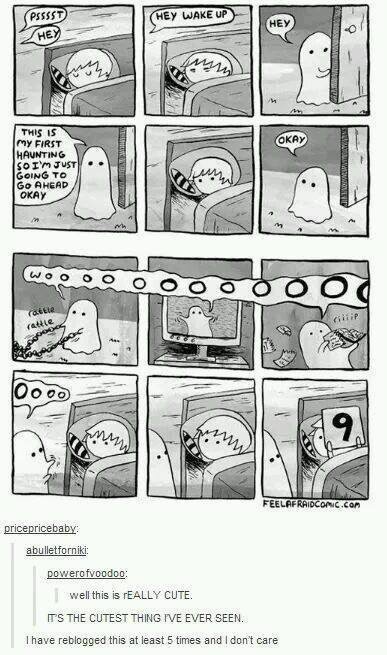 PSSSST
HEY
HEY WAKE UP
HEY
THIS IS
MY FIRST
HAUNTING
SO I'M JUST
GOING TO
GO AHEAD
OKAY
OKAY
WOOOOOOOOOOOO
rattle
rattle
riiiip
OOOO
9
FEELAFRAIDCOMIC.COM
pricepricebaby:
abulletforniki:
powerofvoodoo:
well this is rEALLY CUTE.
IT'S THE CUTEST THING I'VE EVER SEEN.
I have reblogged this at least 5 times and I don't care